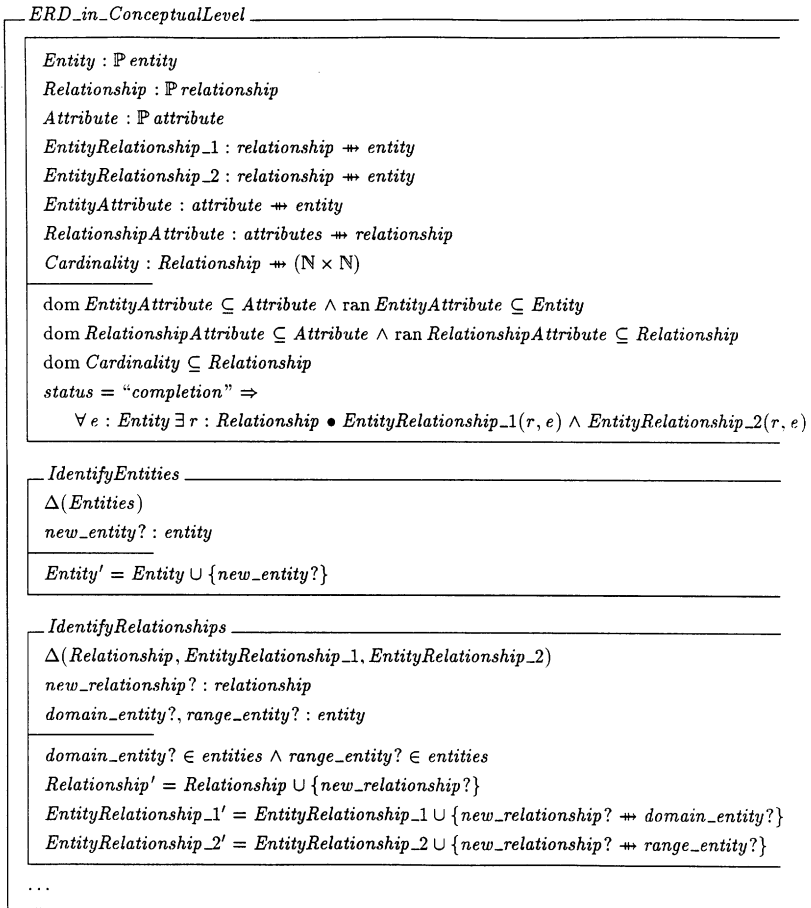 ERD_in_ConceptualLevel
Entity : ℙ entity
Relationship : ℙ relationship
Attribute : ℙ attribute
EntityRelationship_1 : relationship ⇻ entity
EntityRelationship_2 : relationship ⇻ entity
EntityAttribute : attribute ⇻ entity
RelationshipAttribute : attributes ⇻ relationship
Cardinality : Relationship ⇻ (ℕ × ℕ)
dom EntityAttribute ⊆ Attribute ∧ ran EntityAttribute ⊆ Entity
dom RelationshipAttribute ⊆ Attribute ∧ ran RelationshipAttribute ⊆ Relationship
dom Cardinality ⊆ Relationship
status = “completion” ⇒
∀ e : Entity ∃ r : Relationship • EntityRelationship_1(r, e) ∧ EntityRelationship_2(r, e)
IdentifyEntities
Δ(Entities)
new_entity? : entity
Entity′ = Entity ∪ {new_entity?}
IdentifyRelationships
Δ(Relationship, EntityRelationship_1, EntityRelationship_2)
new_relationship? : relationship
domain_entity?, range_entity? : entity
domain_entity? ∈ entities ∧ range_entity? ∈ entities
Relationship′ = Relationship ∪ {new_relationship?}
EntityRelationship_1′ = EntityRelationship_1 ∪ {new_relationship? ⇻ domain_entity?}
EntityRelationship_2′ = EntityRelationship_2 ∪ {new_relationship? ⇻ range_entity?}
...